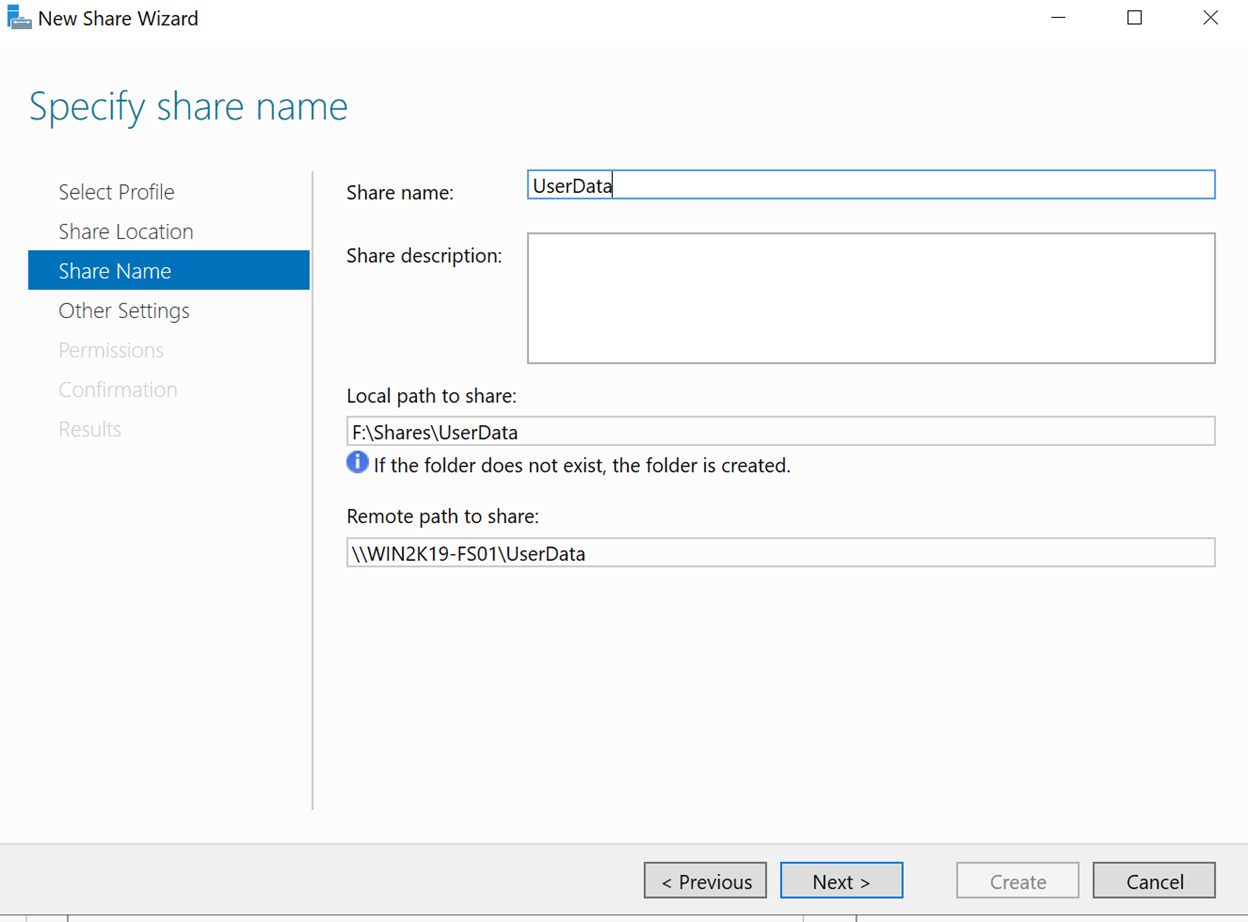 New Share Wizard
Specify share name
Select Profile
Share Location
Share Name
Other Settings
Permissions
Confirmation
Results
Share name:
UserData
Share description:
Local path to share:
F:\Shares\UserData
If the folder does not exist, the folder is created.
Remote path to share:
\\WIN2K19-FS01\UserData
< Previous
Next >
Create
Cancel